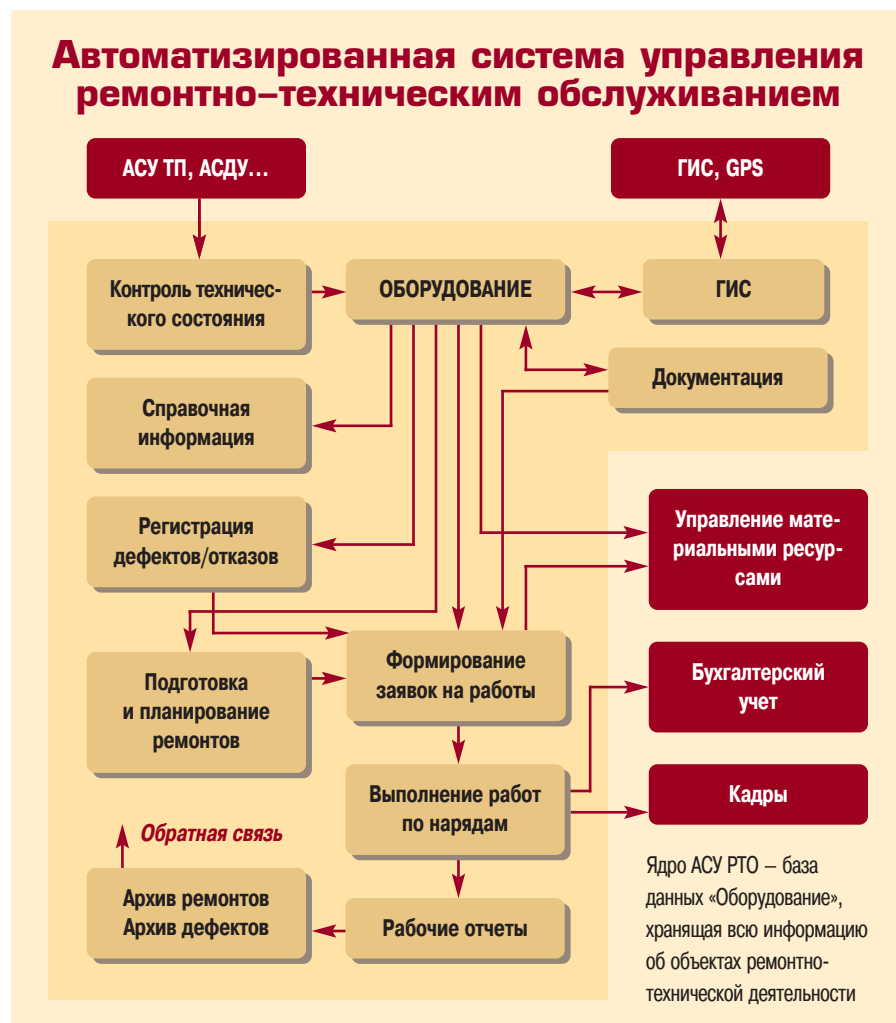 Автоматизированная система управления
ремонтно–техническим обслуживанием
АСУ ТП, АСДУ...
ГИС, GPS
Контроль техничес-
кого состояния
ОБОРУДОВАНИЕ
ГИС
Документация
Справочная
информация
Регистрация
дефектов/отказов
Управление мате-
риальными ресур-
сами
Подготовка
и планирование
ремонтов
Формирование
заявок на работы
Бухгалтерский
учет
Выполнение работ
по нарядам
Кадры
Обратная связь
Архив ремонтов
Архив дефектов
Рабочие отчеты
Ядро АСУ РТО – база
данных «Оборудование»,
хранящая всю информацию
об объектах ремонтно-
технической деятельности